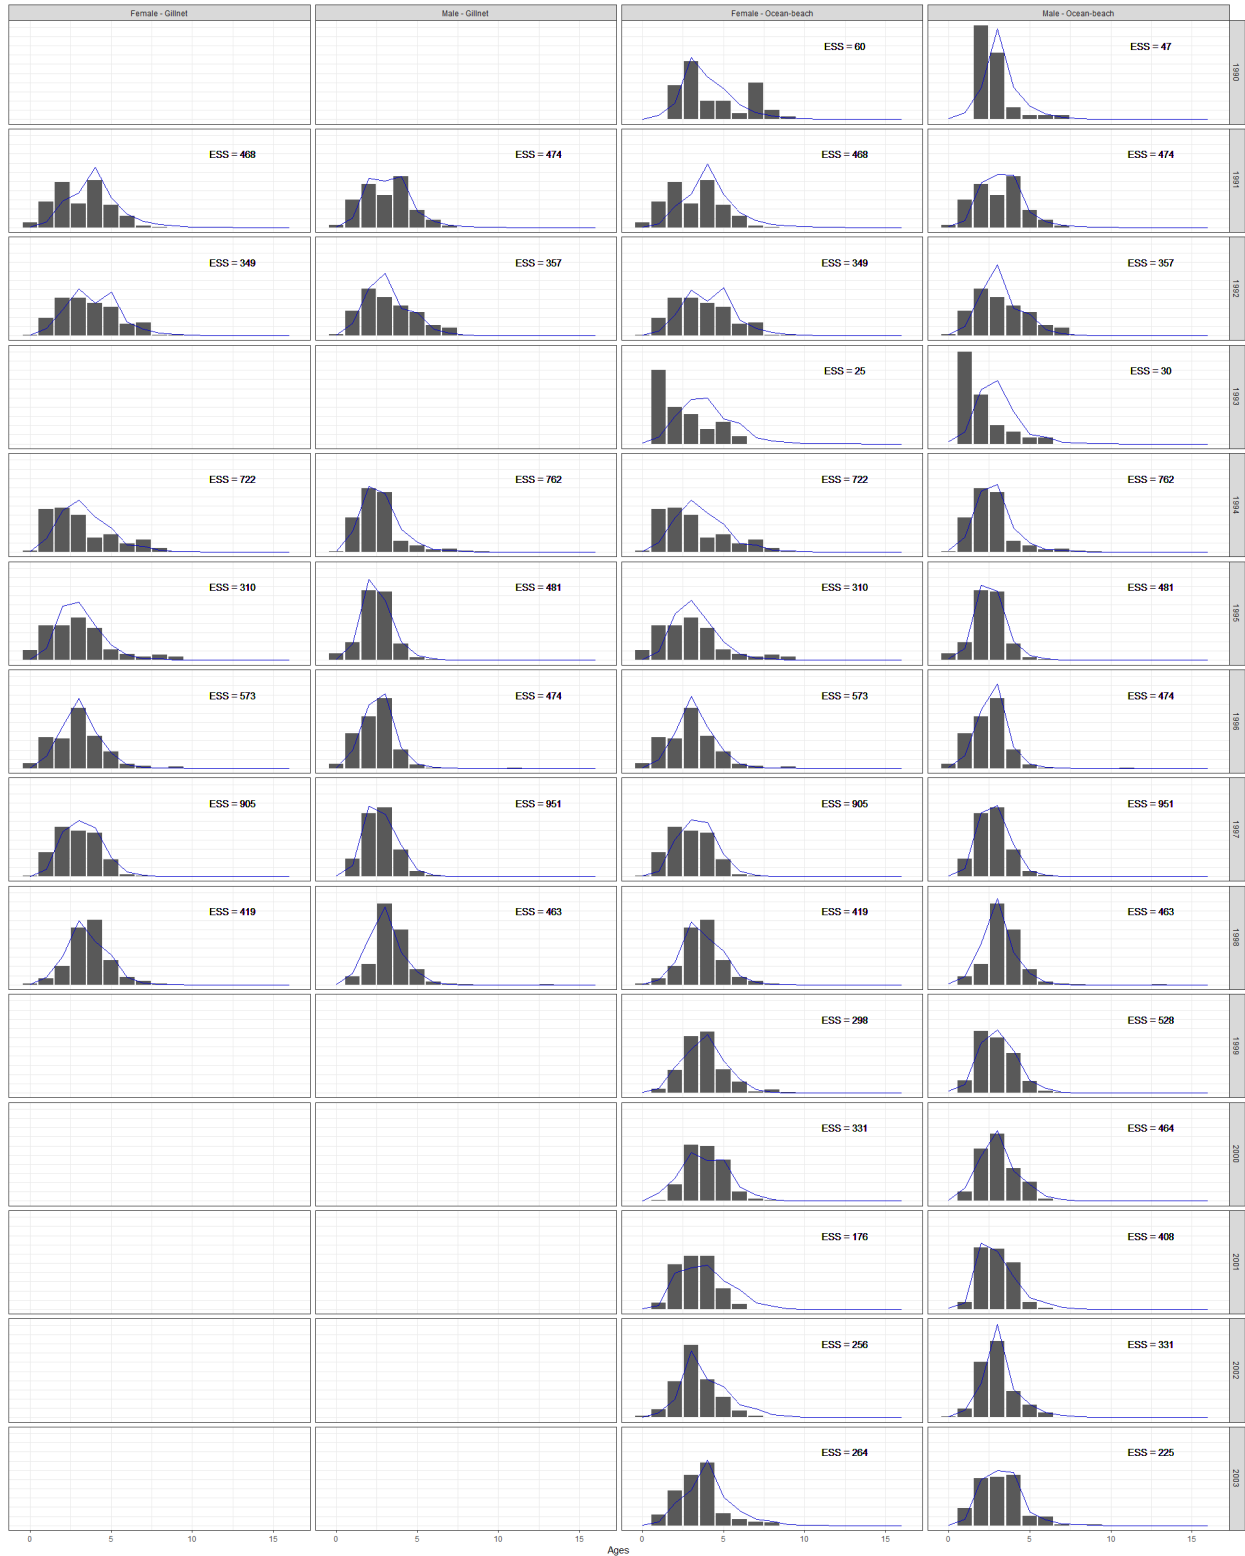 Female - Gillnet Male - Gillnet Female - Ocean-beach Male - Ocean-beach
ESS = 60 ESS = 47 1990
ESS = 468 ESS = 474 ESS = 468 ESS = 474 1991
ESS = 349 ESS = 357 ESS = 349 ESS = 357 1992
ESS = 25 ESS = 30 1993
ESS = 722 ESS = 762 ESS = 722 ESS = 762 1994
ESS = 310 ESS = 481 ESS = 310 ESS = 481 1995
ESS = 573 ESS = 474 ESS = 573 ESS = 474 1996
ESS = 905 ESS = 951 ESS = 905 ESS = 951 1997
ESS = 419 ESS = 463 ESS = 419 ESS = 463 1998
ESS = 298 ESS = 528 1999
ESS = 331 ESS = 464 2000
ESS = 176 ESS = 408 2001
ESS = 256 ESS = 331 2002
ESS = 264 ESS = 225 2003
0 5 10 15 0 5 10 15 0 5 10 15 0 5 10 15
Ages